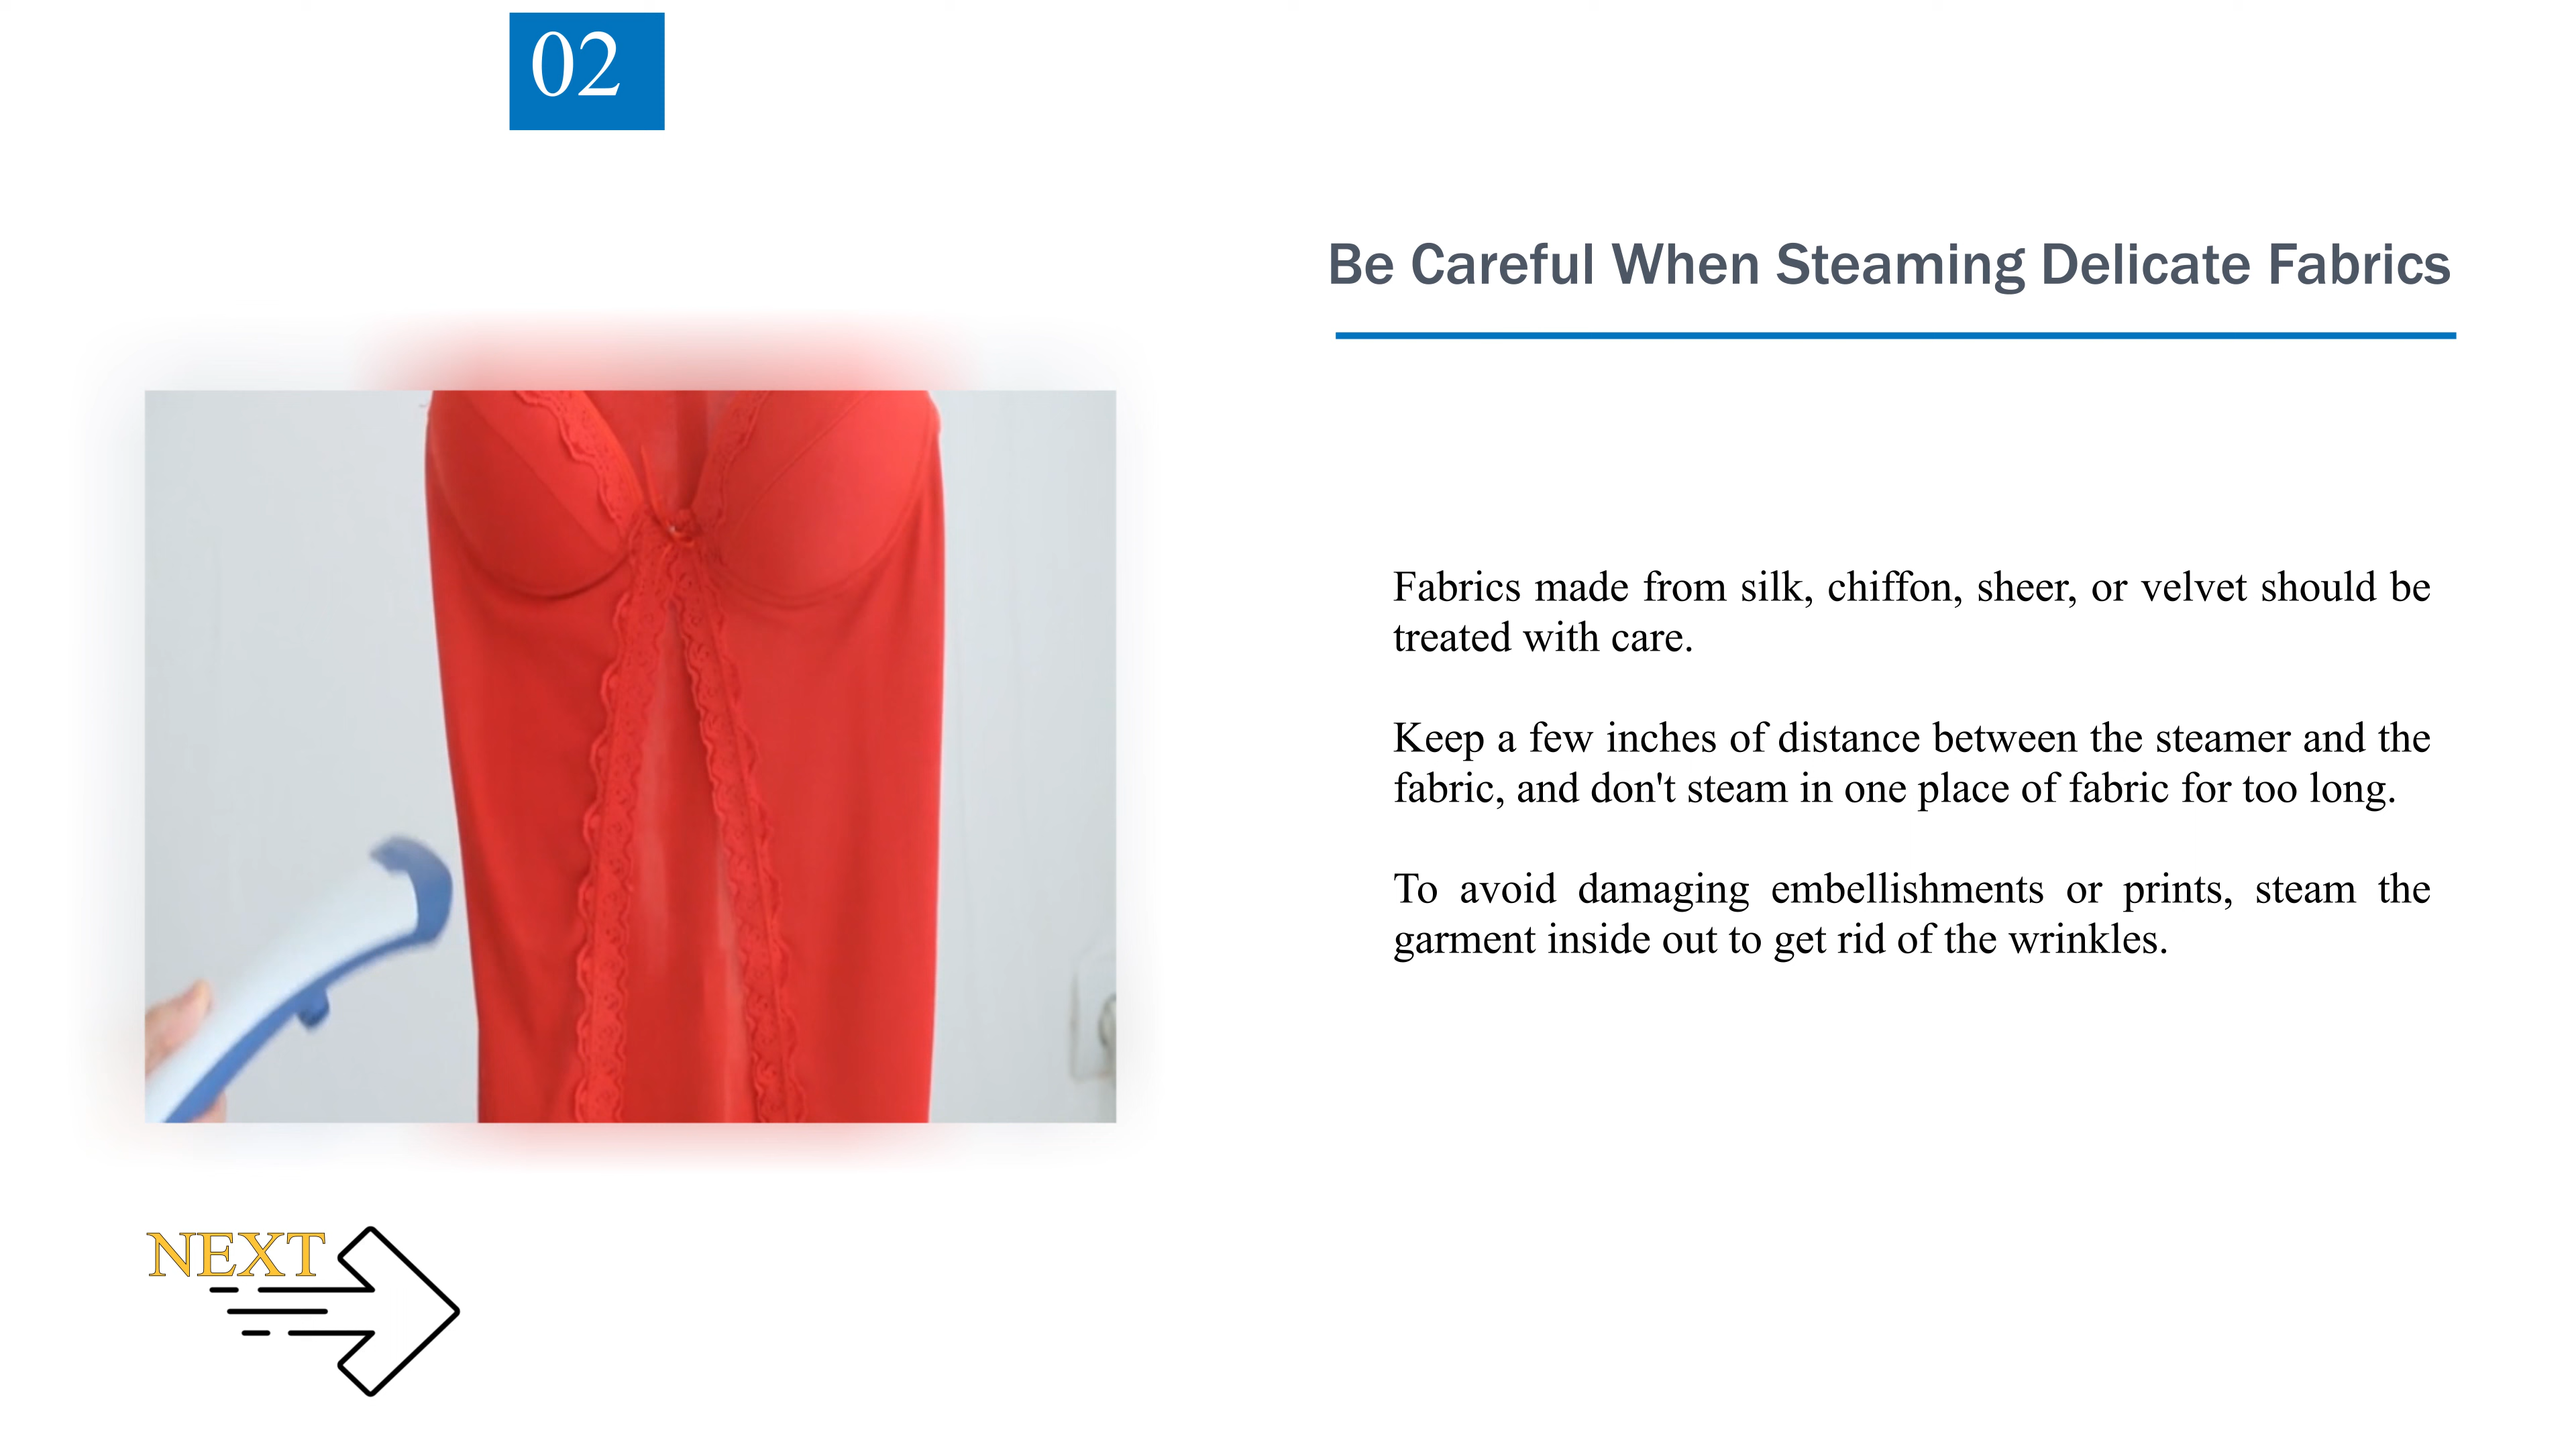 02
Be Careful When Steaming Delicate Fabrics
Fabrics made from silk, chiffon, sheer, or velvet should be
treated with care.
Keep a few inches of distance between the steamer and the
fabric, and don't steam in one place of fabric for too long.
To avoid damaging embellishments or prints, steam the
garment inside out to get rid of the wrinkles.
NEXT